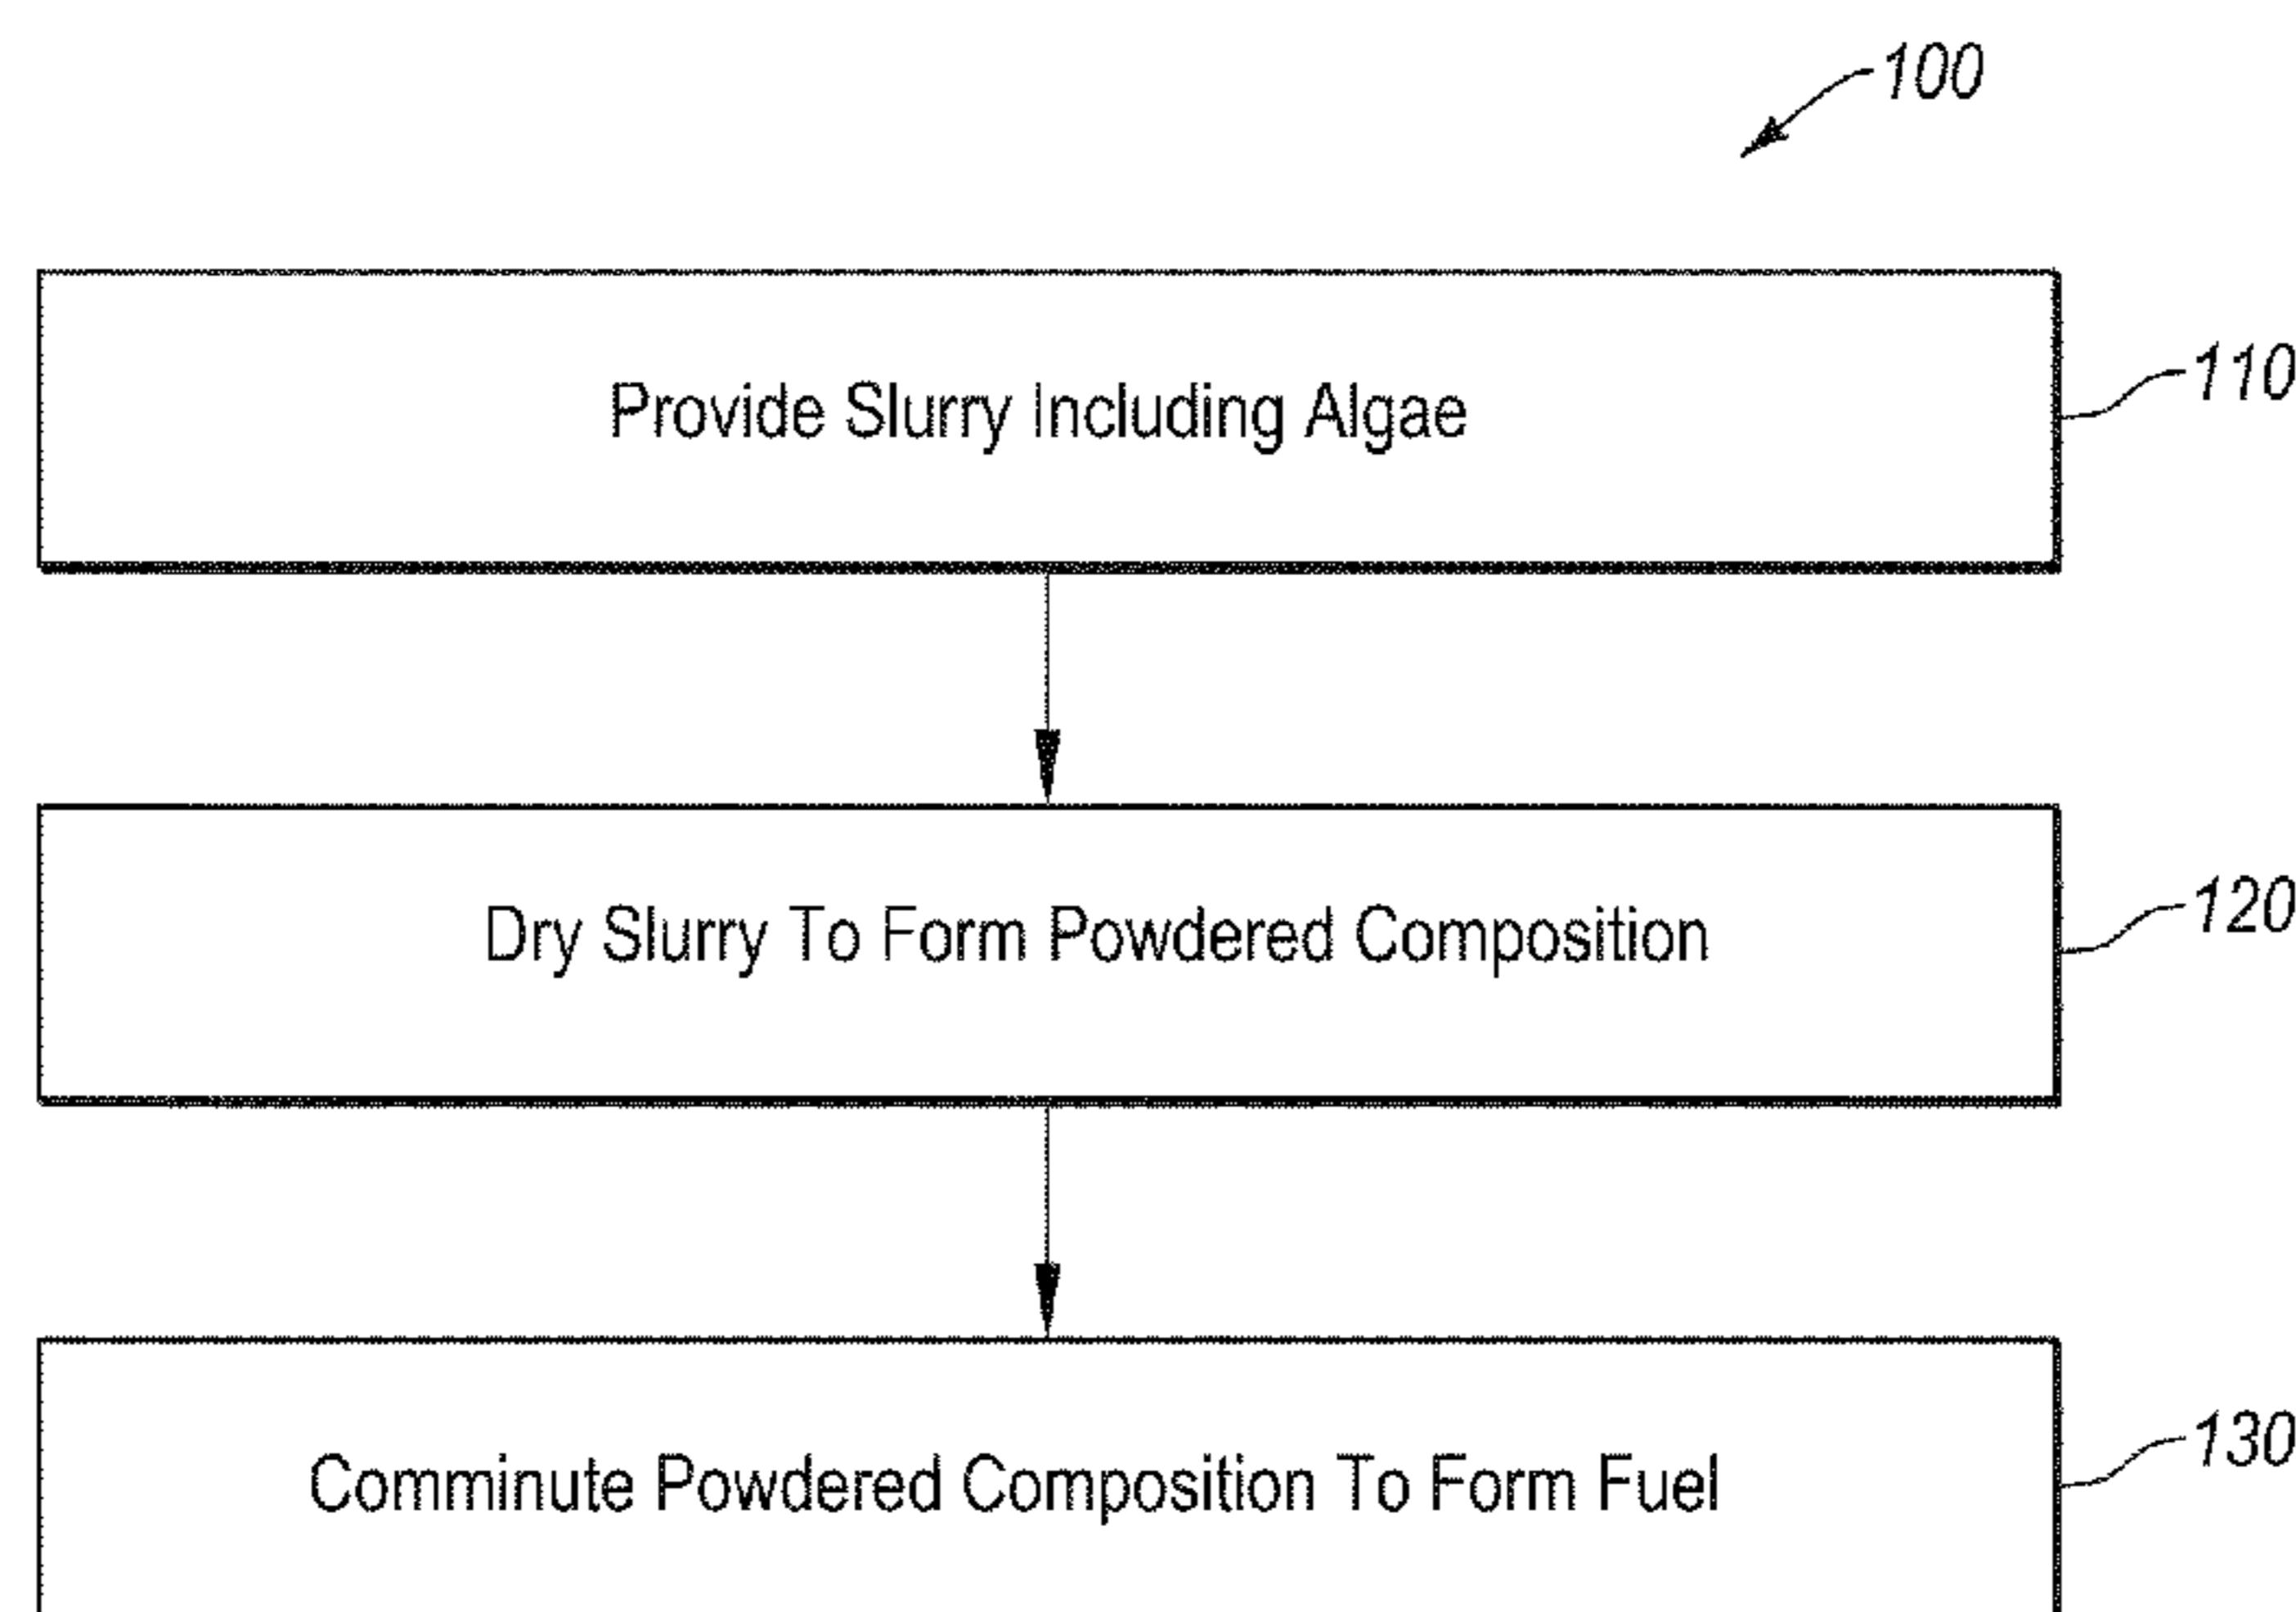 100
Provide Slurry Including Algae
110
Dry Slurry To Form Powdered Composition
120
Comminute Powdered Composition To Form Fuel
130